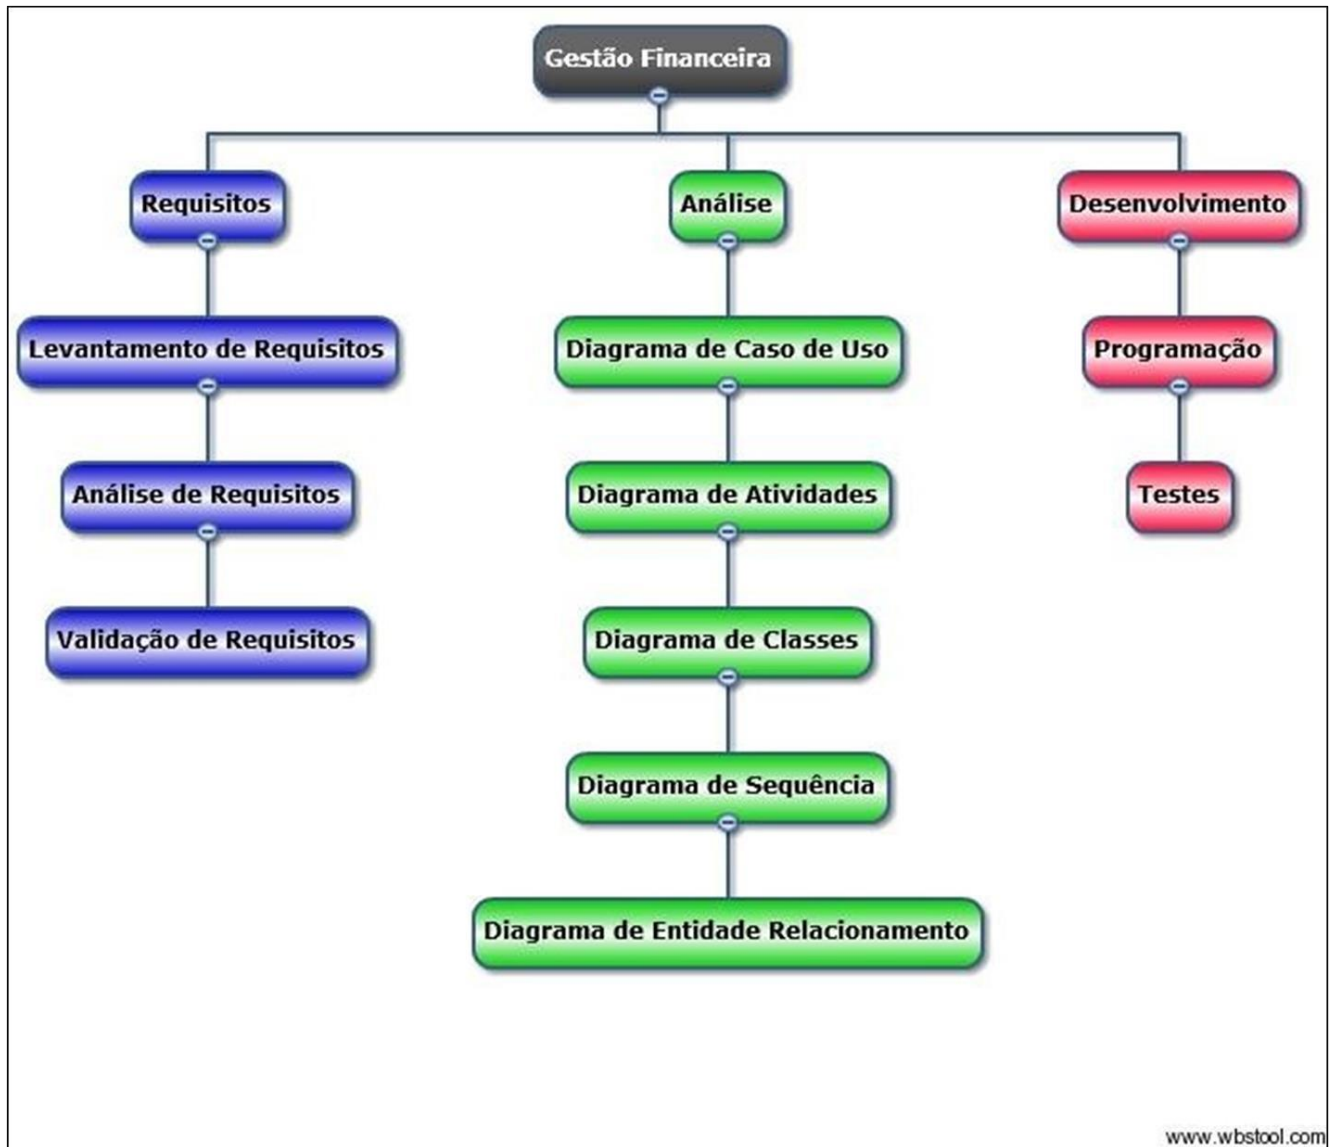 Gestão Financeira
Requisitos
Análise
Desenvolvimento
Levantamento de Requisitos
Diagrama de Caso de Uso
Programação
Análise de Requisitos
Diagrama de Atividades
Testes
Validação de Requisitos
Diagrama de Classes
Diagrama de Sequência
Diagrama de Entidade Relacionamento
www.wbstool.com